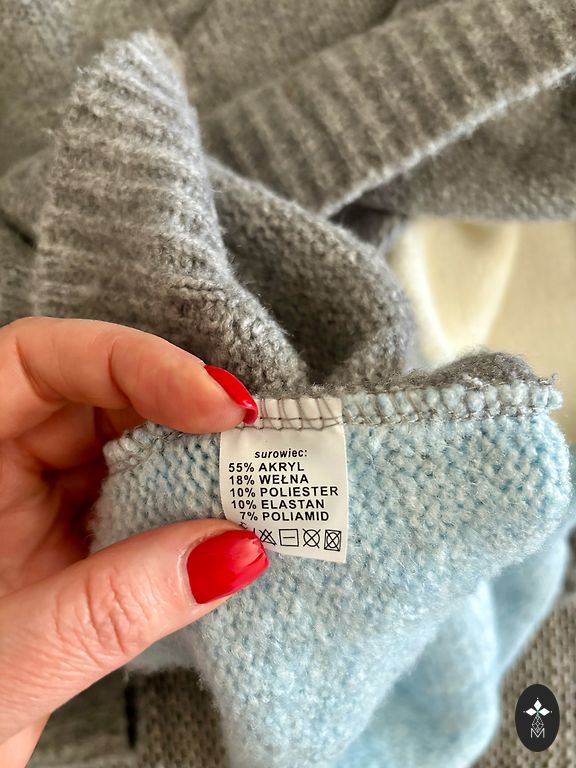 surowiec:
55% AKRYL
18% WEŁNA
10% POLIESTER
10% ELASTAN
7% POLIAMID